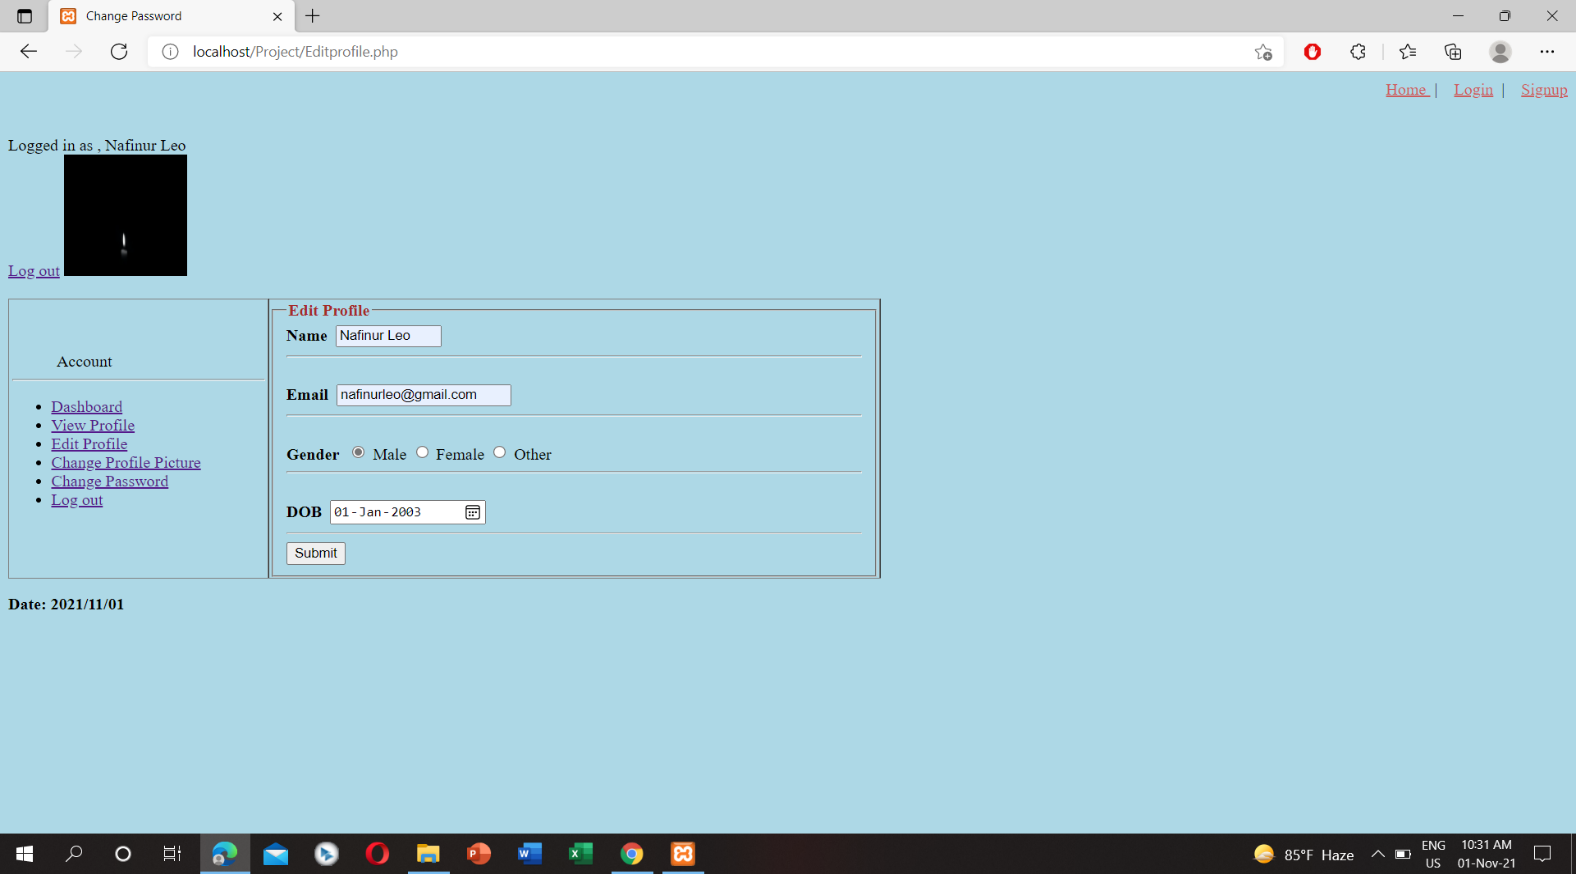 Change Password
localhost/Project/Editprofile.php
Home | Login | Signup
Logged in as , Nafinur Leo
Log out
Account
Dashboard
View Profile
Edit Profile
Change Profile Picture
Change Password
Log out
Edit Profile
Name Nafinur Leo
Email nafinurleo@gmail.com
Gender Male Female Other
DOB 01-Jan-2003
Submit
Date: 2021/11/01
85°F Haze
ENG
US
10:31 AM
01-Nov-21